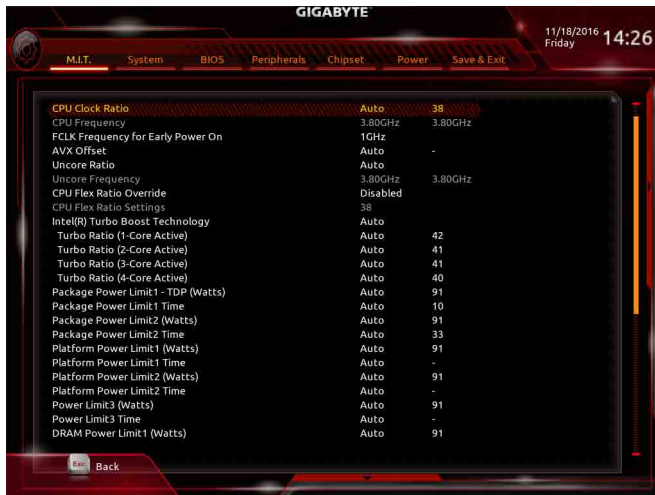 GIGABYTE
11/18/2016 14:26
Friday
M.I.T. System BIOS Peripherals Chipset Power Save & Exit
CPU Clock Ratio Auto 38
CPU Frequency 3.80GHz 3.80GHz
FCLK Frequency for Early Power On 1GHz
AVX Offset Auto -
Uncore Ratio Auto
Uncore Frequency 3.80GHz 3.80GHz
CPU Flex Ratio Override Disabled
CPU Flex Ratio Settings 38
Intel(R) Turbo Boost Technology Auto
Turbo Ratio (1-Core Active) Auto 42
Turbo Ratio (2-Core Active) Auto 41
Turbo Ratio (3-Core Active) Auto 41
Turbo Ratio (4-Core Active) Auto 40
Package Power Limit1 - TDP (Watts) Auto 91
Package Power Limit1 Time Auto 10
Package Power Limit2 (Watts) Auto 91
Package Power Limit2 Time Auto 33
Platform Power Limit1 (Watts) Auto 91
Platform Power Limit1 Time Auto -
Platform Power Limit2 (Watts) Auto 91
Platform Power Limit2 Time Auto -
Power Limit3 (Watts) Auto 91
Power Limit3 Time Auto -
DRAM Power Limit1 (Watts) Auto 91
Esc Back